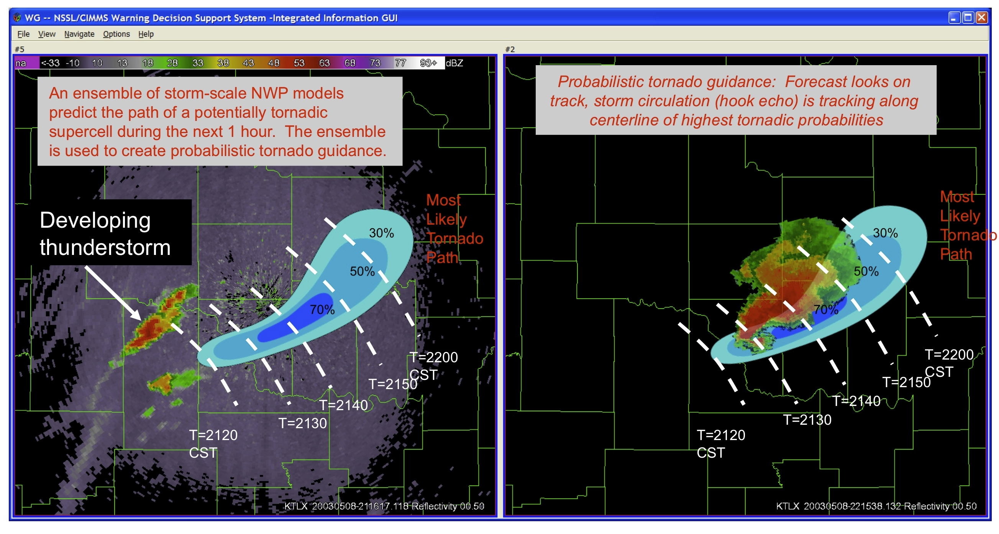 WG -- NSSL/CIMMS Warning Decision Support System -Integrated Information GUI
File View Navigate Options Help
#5
na <-33 -10 10 13 18 28 33 38 43 48 53 63 68 73 77 93+ dBZ
An ensemble of storm-scale NWP models
predict the path of a potentially tornadic
supercell during the next 1 hour. The ensemble
is used to create probabilistic tornado guidance.
Developing
thunderstorm
Most
Likely
Tornado
Path
30%
50%
70%
T=2200
CST
T=2150
T=2140
T=2130
T=2120
CST
KTLX 20030508-211617.118 Reflectivity 00.50
#2
Probabilistic tornado guidance: Forecast looks on
track, storm circulation (hook echo) is tracking along
centerline of highest tornadic probabilities
Most
Likely
Tornado
Path
30%
50%
70%
T=2200
CST
T=2150
T=2140
T=2130
T=2120
CST
KTLX 20030508-221538.132 Reflectivity 00.50